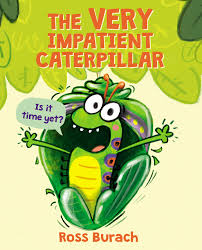 THE VERY
IMPATIENT
CATERPILLAR
Is it
time yet?
Ross Burach